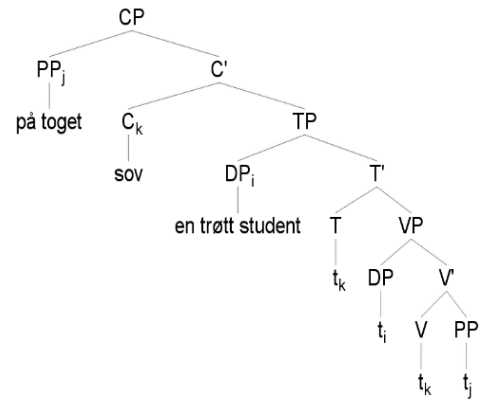 CP
PPj C'
på toget Ck TP
sov DPi T'
en trøtt student T VP
tk DP V'
ti V PP
tk tj